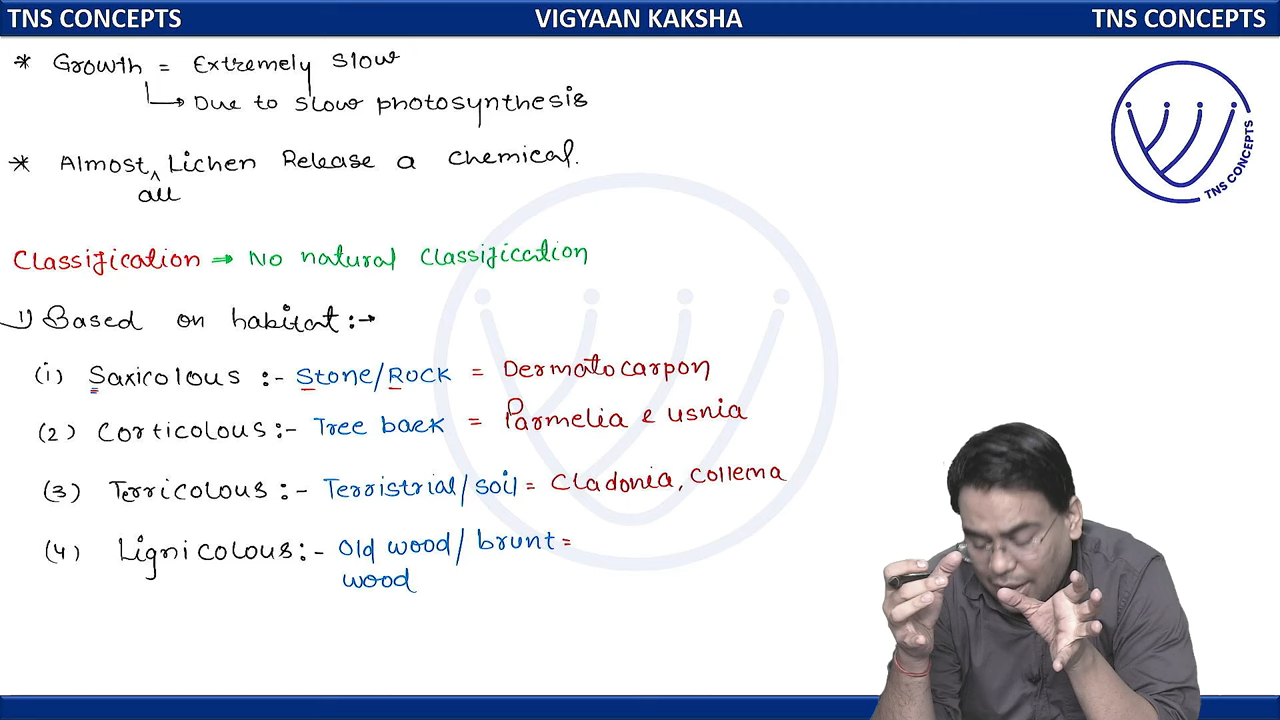 TNS CONCEPTS VIGYAAN KAKSHA TNS CONCEPTS
* Growth = Extremely Slow
→ Due to slow photosynthesis
* Almost ^ Lichen Release a chemical.
all
TNS CONCEPTS
Classification → No natural classification
1) Based on habitat :→
(i) Saxicolous :- Stone/Rock = Dermatocarpon
(2) Corticolous :- Tree baek = Parmelia & usnia
(3) Terricolous :- Terristrial/soil = Cladonia, Collema
(4) Lignicolous :- Old wood/ brunt =
wood